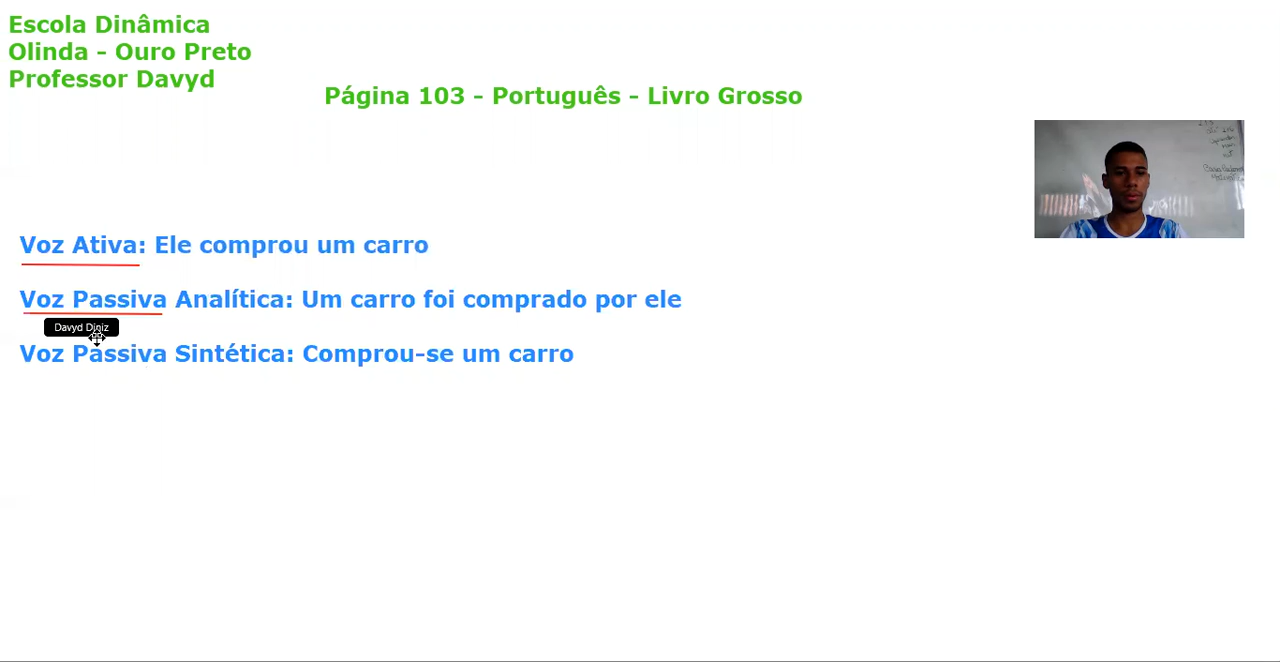 Escola Dinâmica
Olinda - Ouro Preto
Professor Davyd
Página 103 - Português - Livro Grosso
Voz Ativa: Ele comprou um carro
Voz Passiva Analítica: Um carro foi comprado por ele
Davyd Diniz
Voz Passiva Sintética: Comprou-se um carro